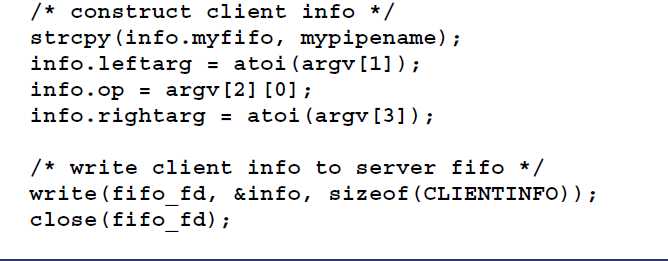 /* construct client info */
strcpy(info.myfifo, mypipename);
info.leftarg = atoi(argv[1]);
info.op = argv[2][0];
info.rightarg = atoi(argv[3]);
/* write client info to server fifo */
write(fifo_fd, &info, sizeof(CLIENTINFO));
close(fifo_fd);